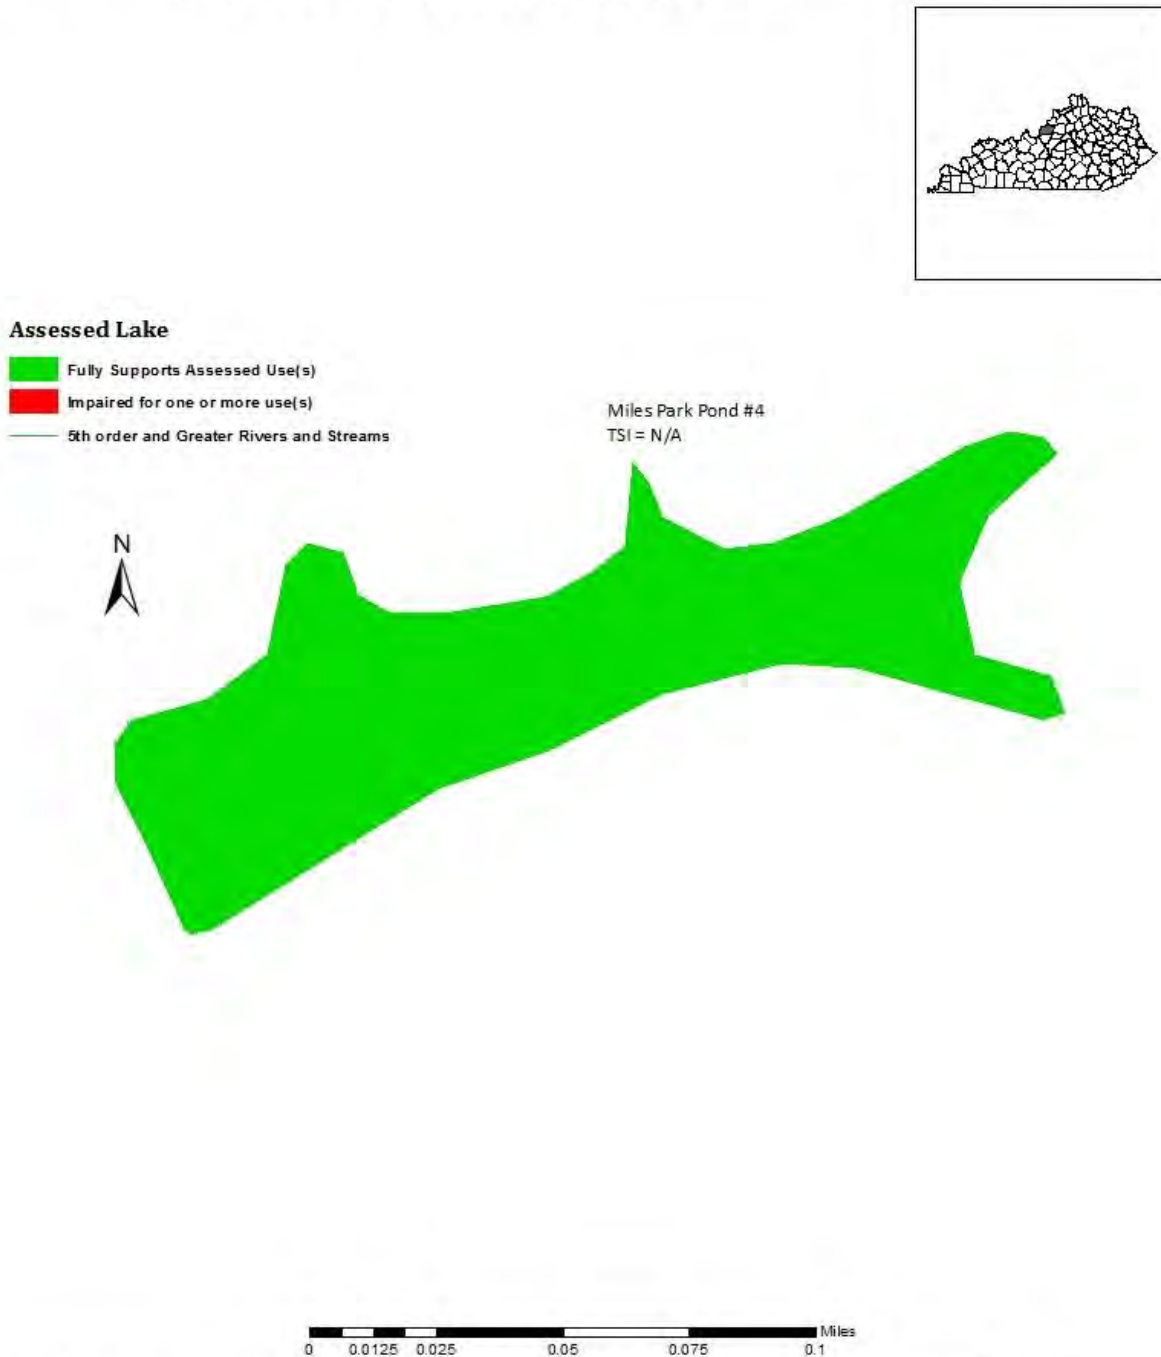 Assessed Lake
Fully Supports Assessed Use(s)
Impaired for one or more use(s)
5th order and Greater Rivers and Streams
Miles Park Pond #4
TSI = N/A
N
Miles
0 0.0125 0.025 0.05 0.075 0.1